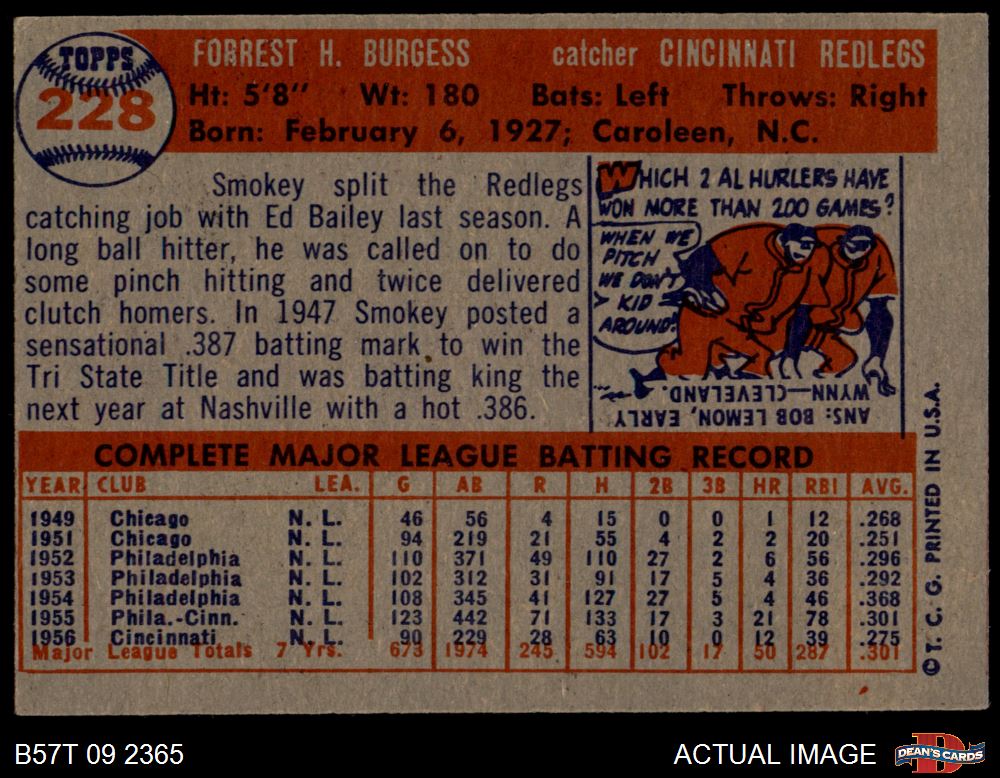 TOPPS
228
FORREST H. BURGESS catcher CINCINNATI REDLEGS
Ht: 5'8" Wt: 180 Bats: Left Throws: Right
Born: February 6, 1927; Caroleen, N.C.
Smokey split the Redlegs
catching job with Ed Bailey last season. A
long ball hitter, he was called on to do
some pinch hitting and twice delivered
clutch homers. In 1947 Smokey posted a
sensational .387 batting mark to win the
Tri State Title and was batting king the
next year at Nashville with a hot .386.
WHICH 2 AL HURLERS HAVE
WON MORE THAN 200 GAMES?
WHEN WE
PITCH
WE DON'T
KID
AROUND!
ANS: BOB LEMON, EARLY
WYNN—CLEVELAND.
COMPLETE MAJOR LEAGUE BATTING RECORD
YEAR CLUB LEA. G AB R H 2B 3B HR RBI AVG.
1949 Chicago N. L. 46 56 4 15 0 0 1 12 .268
1951 Chicago N. L. 94 219 21 55 4 2 2 20 .251
1952 Philadelphia N. L. 110 371 49 110 27 2 6 56 .296
1953 Philadelphia N. L. 102 312 31 91 17 5 4 36 .292
1954 Philadelphia N. L. 108 345 41 127 27 5 4 46 .368
1955 Phila.-Cinn. N. L. 123 442 71 133 17 3 21 78 .301
1956 Cincinnati N. L. 90 229 28 63 10 0 12 39 .275
Major League Totals 7 Yrs. 673 1974 245 594 102 17 50 287 .301
© T. C. G. PRINTED IN U.S.A.
B57T 09 2365
ACTUAL IMAGE
DEAN'S CARDS